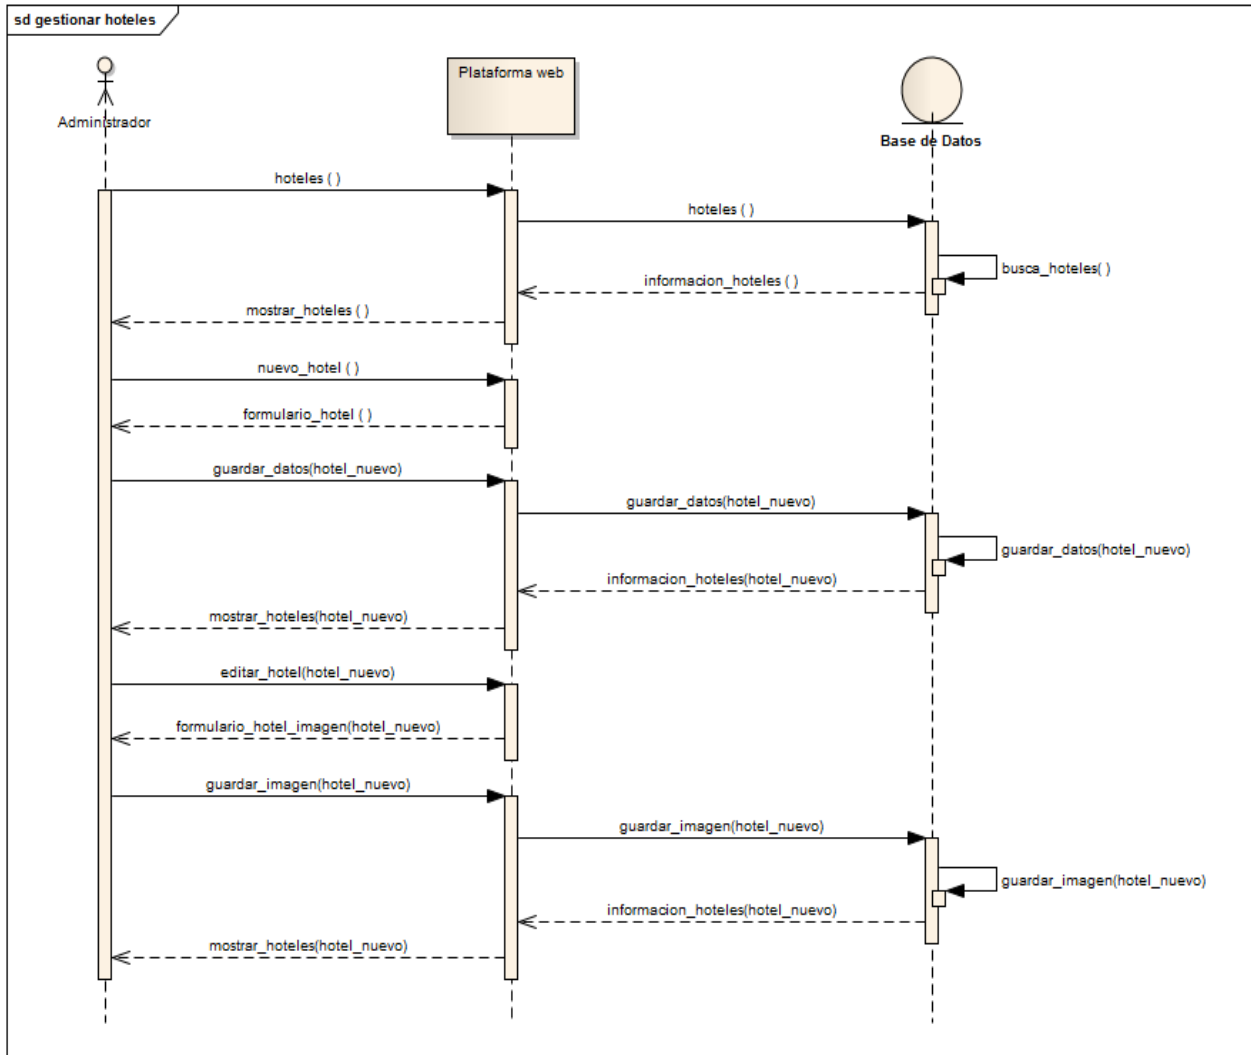 sd gestionar hoteles
Plataforma web
Administrador
Base de Datos
hoteles ( )
hoteles ( )
busca_hoteles( )
informacion_hoteles ( )
mostrar_hoteles ( )
nuevo_hotel ( )
formulario_hotel ( )
guardar_datos(hotel_nuevo)
guardar_datos(hotel_nuevo)
guardar_datos(hotel_nuevo)
informacion_hoteles(hotel_nuevo)
mostrar_hoteles(hotel_nuevo)
editar_hotel(hotel_nuevo)
formulario_hotel_imagen(hotel_nuevo)
guardar_imagen(hotel_nuevo)
guardar_imagen(hotel_nuevo)
guardar_imagen(hotel_nuevo)
informacion_hoteles(hotel_nuevo)
mostrar_hoteles(hotel_nuevo)